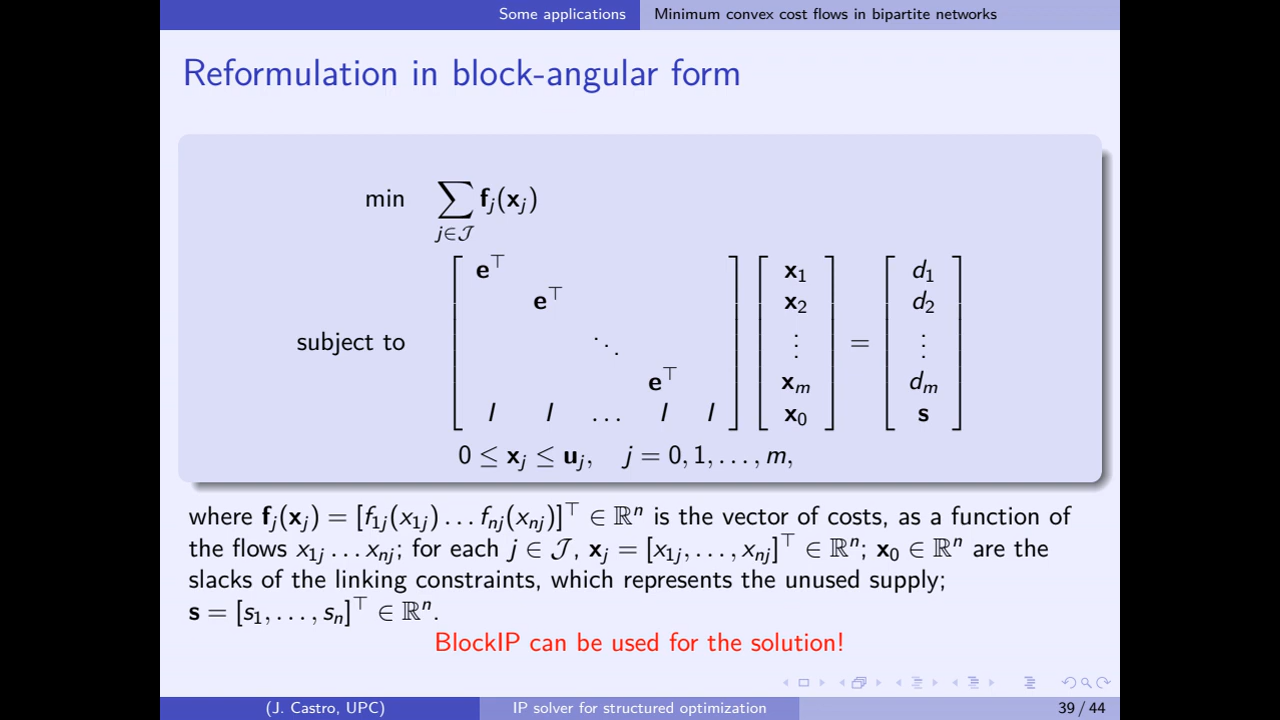 Some applications Minimum convex cost flows in bipartite networks
Reformulation in block-angular form
min ∑ f_j(x_j)
j∈𝒥
e^⊤ x_1 d_1
e^⊤ x_2 d_2
subject to ⋱ ⋮ = ⋮
e^⊤ x_m d_m
I I … I I x_0 s
0 ≤ x_j ≤ u_j, j = 0, 1, …, m,
where f_j(x_j) = [f_{1j}(x_{1j}) … f_{nj}(x_{nj})]^⊤ ∈ ℝ^n is the vector of costs, as a function of
the flows x_{1j} … x_{nj}; for each j ∈ 𝒥, x_j = [x_{1j}, …, x_{nj}]^⊤ ∈ ℝ^n; x_0 ∈ ℝ^n are the
slacks of the linking constraints, which represents the unused supply;
s = [s_1, …, s_n]^⊤ ∈ ℝ^n.
BlockIP can be used for the solution!
(J. Castro, UPC) IP solver for structured optimization 39 / 44